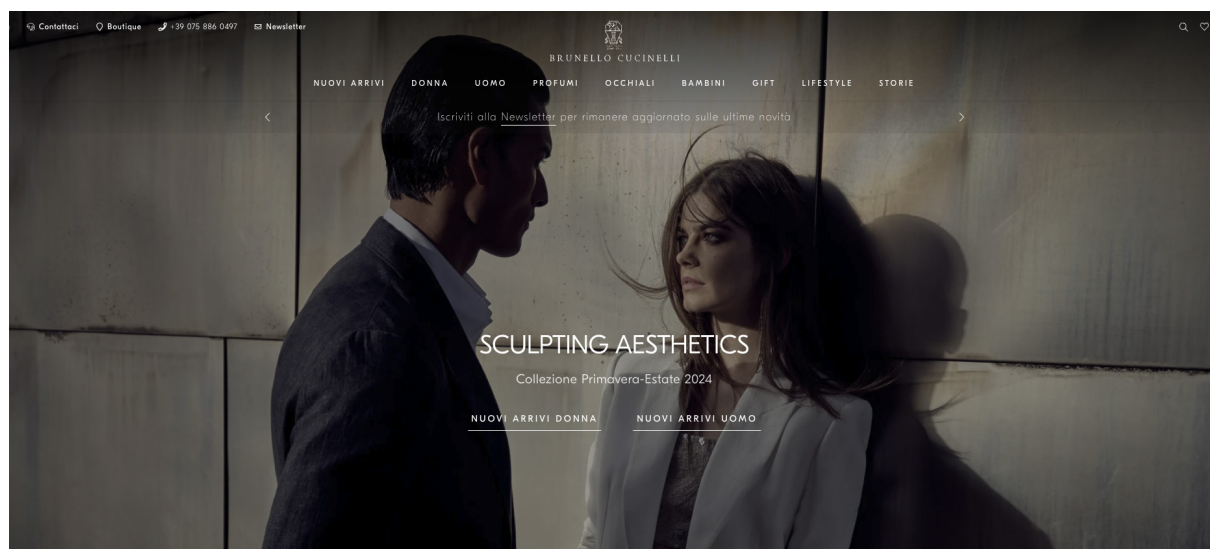 Contattaci Boutique +39 075 886 0497 Newsletter
BRUNELLO CUCINELLI
NUOVI ARRIVI DONNA UOMO PROFUMI OCCHIALI BAMBINI GIFT LIFESTYLE STORIE
Iscriviti alla Newsletter per rimanere aggiornato sulle ultime novità
SCULPTING AESTHETICS
Collezione Primavera-Estate 2024
NUOVI ARRIVI DONNA NUOVI ARRIVI UOMO